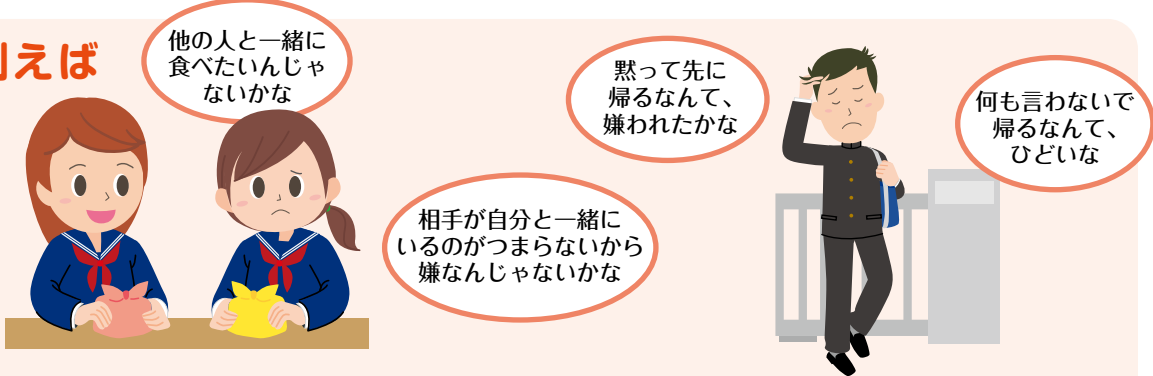 えば
他の人と一緒に
食べたいんじゃ
ないかな
相手が自分と一緒に
いるのがつまらないから
嫌なんじゃないかな
黙って先に
帰るなんて、
嫌われたかな
何も言わないで
帰るなんて、
ひどいな